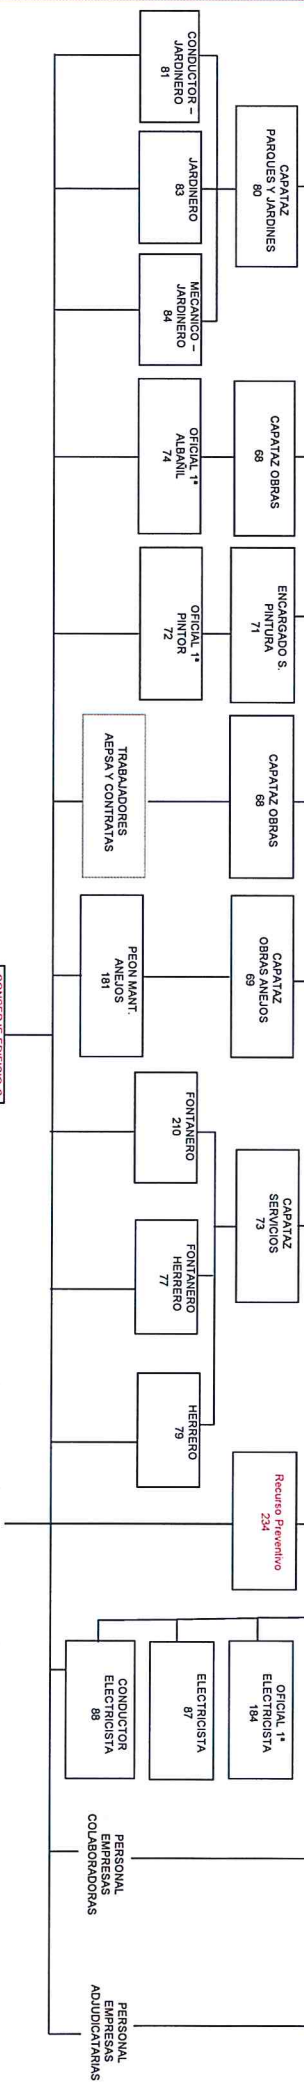 CAPATAZ
PARQUES Y JARDINES
80
CONDUCTOR –
JARDINERO
81
JARDINERO
83
MECANICO –
JARDINERO
84
CAPATAZ OBRAS
68
OFICIAL 1ª
ALBAÑIL
74
ENCARGADO S.
PINTURA
71
OFICIAL 1ª
PINTOR
72
CAPATAZ OBRAS
68
TRABAJADORES
AEPSA Y CONTRATAS
CAPATAZ
OBRAS ANEJOS
69
PEON MANT.
ANEJOS
181
CAPATAZ
SERVICIOS
73
FONTANERO
210
FONTANERO
HERRERO
77
HERRERO
79
Recurso Preventivo
234
OFICIAL 1ª
ELECTRICISTA
184
ELECTRICISTA
87
CONDUCTOR
ELECTRICISTA
88
PERSONAL
EMPRESAS
COLABORADORAS
PERSONAL
EMPRESAS
ADJUDICATARIAS